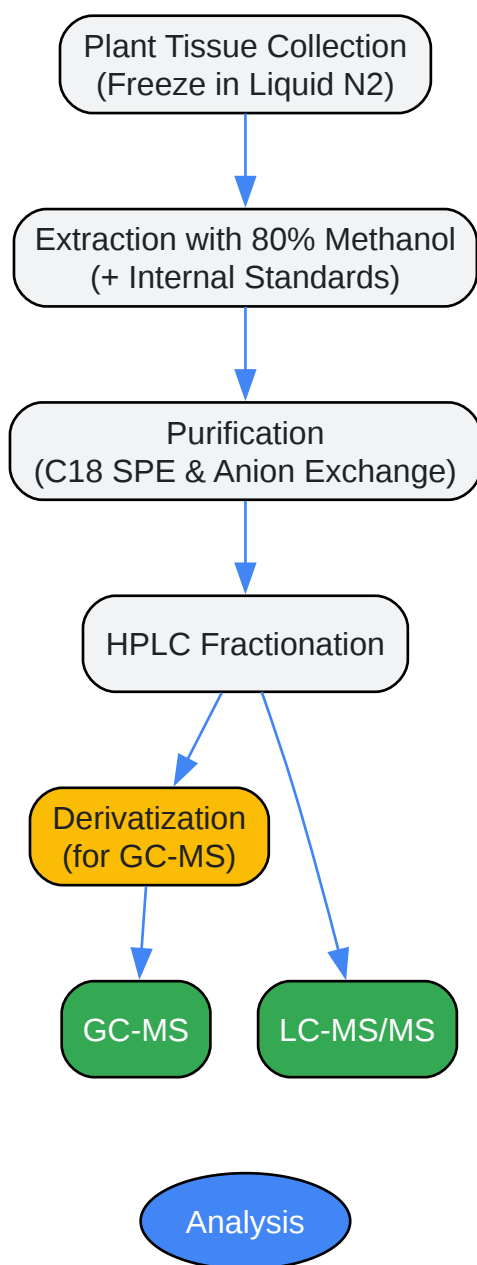 Plant Tissue Collection
(Freeze in Liquid N2)
Extraction with 80% Methanol
(+ Internal Standards)
Purification
(C18 SPE & Anion Exchange)
HPLC Fractionation
Derivatization
(for GC-MS)
GC-MS
LC-MS/MS
Analysis